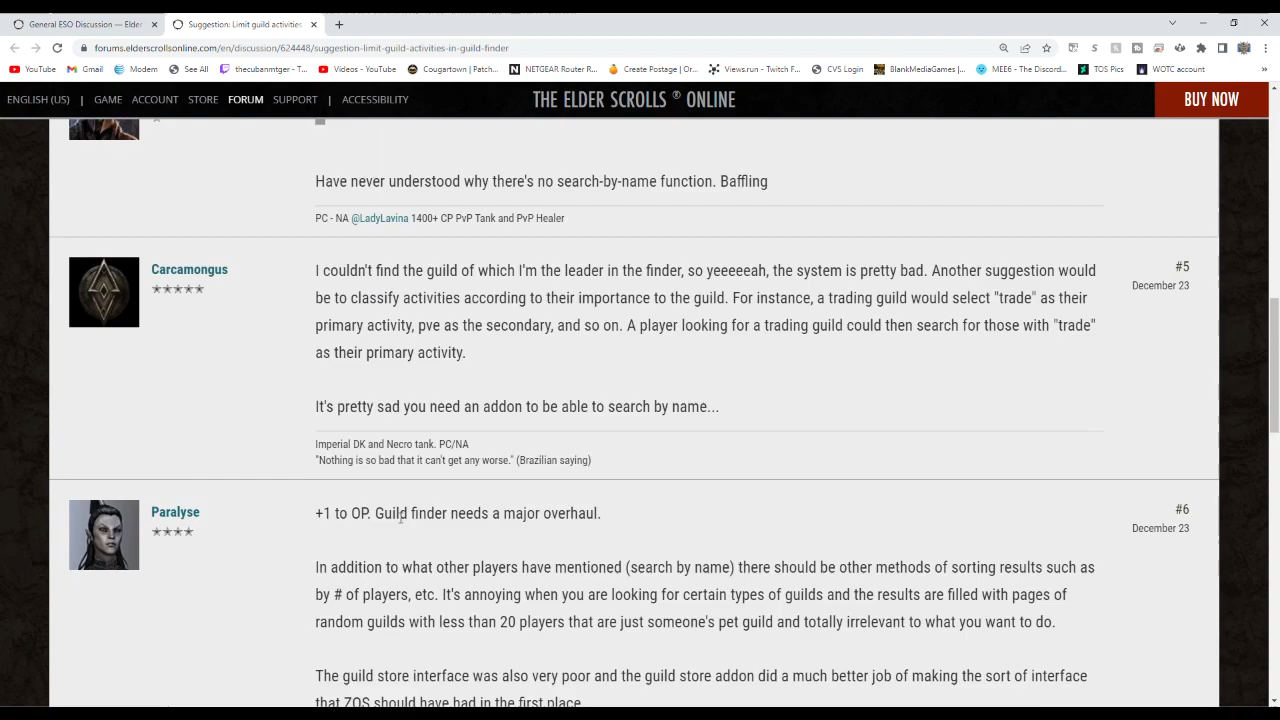 General ESO Discussion — Elder
Suggestion: Limit guild activities
forums.elderscrollsonline.com/en/discussion/624448/suggestion-limit-guild-activities-in-guild-finder
YouTube
Gmail
Modem
See All
thecubanmtger - T...
Videos - YouTube
Cougartown | Patch...
NETGEAR Router R...
Create Postage | Or...
Views.run - Twitch F...
CVS Login
BlankMediaGames |...
MEE6 - The Discord...
TOS Pics
WOTC account
»
ENGLISH (US) | GAME ACCOUNT STORE FORUM SUPPORT | ACCESSIBILITY
THE ELDER SCROLLS ® ONLINE
BUY NOW
Have never understood why there's no search-by-name function. Baffling
PC - NA @LadyLavina 1400+ CP PvP Tank and PvP Healer
Carcamongus
#5
December 23
I couldn't find the guild of which I'm the leader in the finder, so yeeeeeah, the system is pretty bad. Another suggestion would
be to classify activities according to their importance to the guild. For instance, a trading guild would select "trade" as their
primary activity, pve as the secondary, and so on. A player looking for a trading guild could then search for those with "trade"
as their primary activity.
It's pretty sad you need an addon to be able to search by name...
Imperial DK and Necro tank. PC/NA
"Nothing is so bad that it can't get any worse." (Brazilian saying)
Paralyse
#6
December 23
+1 to OP. Guild finder needs a major overhaul.
In addition to what other players have mentioned (search by name) there should be other methods of sorting results such as
by # of players, etc. It's annoying when you are looking for certain types of guilds and the results are filled with pages of
random guilds with less than 20 players that are just someone's pet guild and totally irrelevant to what you want to do.
The guild store interface was also very poor and the guild store addon did a much better job of making the sort of interface
that ZOS should have had in the first place.